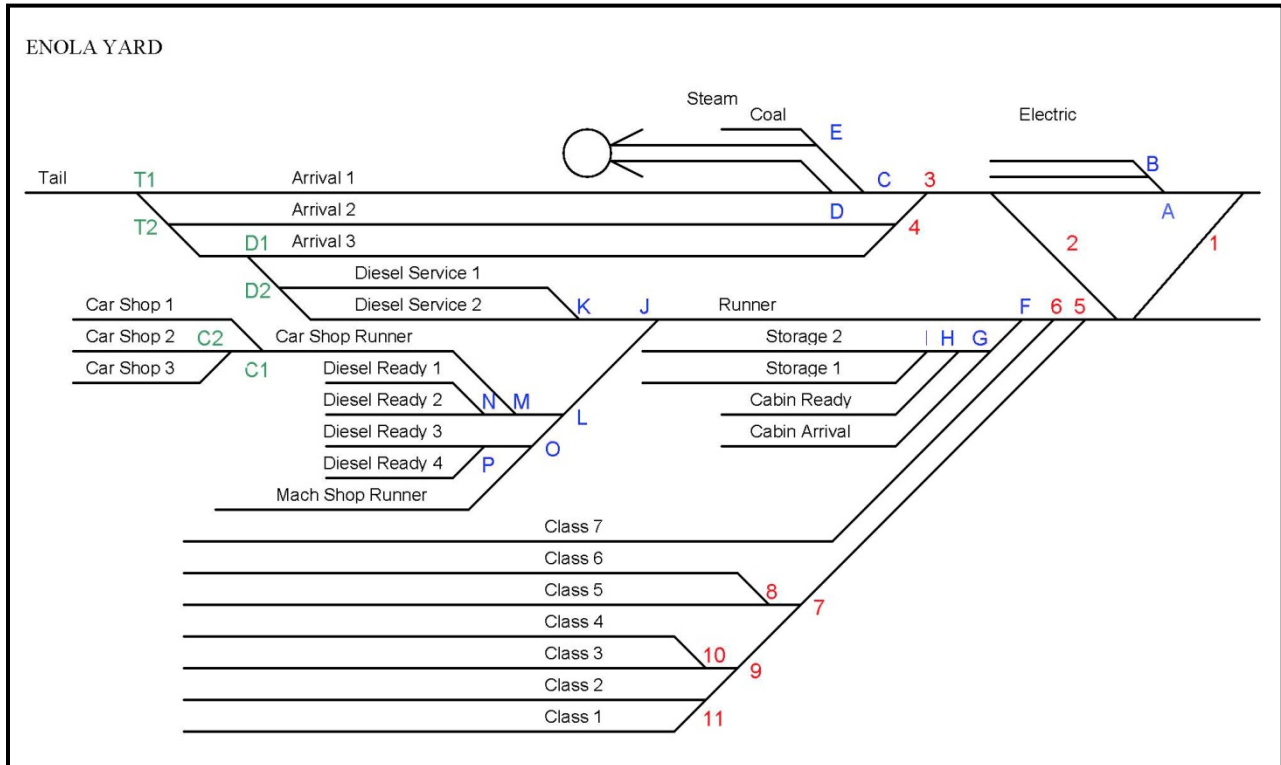 ENOLA YARD
Steam
Coal
E
Electric
B
Tail
T1
Arrival 1
C
3
A
D
T2
Arrival 2
4
D1
Arrival 3
2
1
D2
Diesel Service 1
Diesel Service 2
K
J
Runner
F
6
5
Car Shop 1
Car Shop 2
C2
Car Shop Runner
Storage 2
I
H
G
Car Shop 3
C1
Diesel Ready 1
Storage 1
Diesel Ready 2
N
M
L
Cabin Ready
Diesel Ready 3
O
Cabin Arrival
Diesel Ready 4
P
Mach Shop Runner
Class 7
Class 6
Class 5
8
7
Class 4
Class 3
10
9
Class 2
Class 1
11